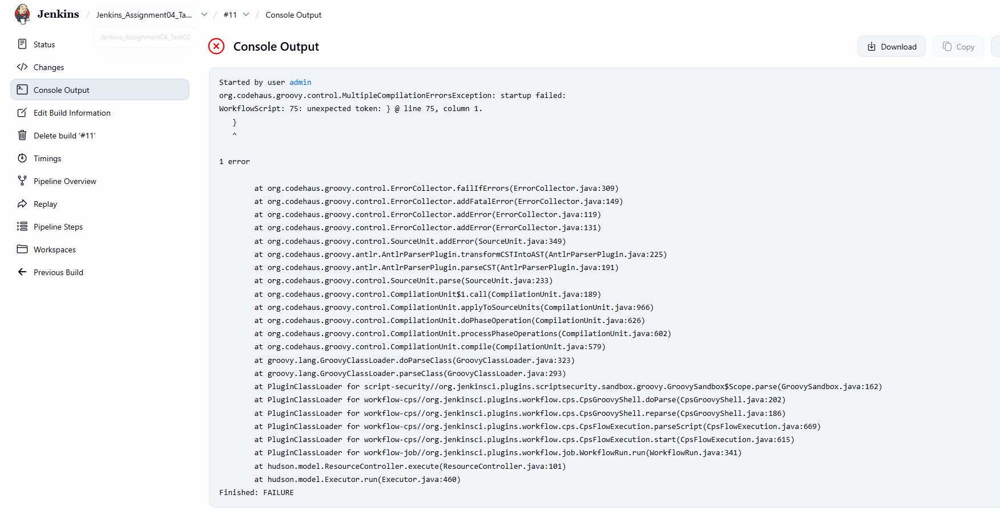 Jenkins / Jenkins_Assignment04_Ta... / #11 / Console Output
Jenkins_Assignment04_Task02
Status
Changes
Console Output
Edit Build Information
Delete build ‘#11’
Timings
Pipeline Overview
Replay
Pipeline Steps
Workspaces
Previous Build
Console Output
Download
Copy
Started by user admin
org.codehaus.groovy.control.MultipleCompilationErrorsException: startup failed:
WorkflowScript: 75: unexpected token: } @ line 75, column 1.
   }
   ^
1 error
	at org.codehaus.groovy.control.ErrorCollector.failIfErrors(ErrorCollector.java:309)
	at org.codehaus.groovy.control.ErrorCollector.addFatalError(ErrorCollector.java:149)
	at org.codehaus.groovy.control.ErrorCollector.addError(ErrorCollector.java:119)
	at org.codehaus.groovy.control.ErrorCollector.addError(ErrorCollector.java:131)
	at org.codehaus.groovy.control.SourceUnit.addError(SourceUnit.java:349)
	at org.codehaus.groovy.antlr.AntlrParserPlugin.transformCSTIntoAST(AntlrParserPlugin.java:225)
	at org.codehaus.groovy.antlr.AntlrParserPlugin.parseCST(AntlrParserPlugin.java:191)
	at org.codehaus.groovy.control.SourceUnit.parse(SourceUnit.java:233)
	at org.codehaus.groovy.control.CompilationUnit$1.call(CompilationUnit.java:189)
	at org.codehaus.groovy.control.CompilationUnit.applyToSourceUnits(CompilationUnit.java:966)
	at org.codehaus.groovy.control.CompilationUnit.doPhaseOperation(CompilationUnit.java:626)
	at org.codehaus.groovy.control.CompilationUnit.processPhaseOperations(CompilationUnit.java:602)
	at org.codehaus.groovy.control.CompilationUnit.compile(CompilationUnit.java:579)
	at groovy.lang.GroovyClassLoader.doParseClass(GroovyClassLoader.java:323)
	at groovy.lang.GroovyClassLoader.parseClass(GroovyClassLoader.java:293)
	at PluginClassLoader for script-security//org.jenkinsci.plugins.scriptsecurity.sandbox.groovy.GroovySandbox$Scope.parse(GroovySandbox.java:162)
	at PluginClassLoader for workflow-cps//org.jenkinsci.plugins.workflow.cps.CpsGroovyShell.doParse(CpsGroovyShell.java:202)
	at PluginClassLoader for workflow-cps//org.jenkinsci.plugins.workflow.cps.CpsGroovyShell.reparse(CpsGroovyShell.java:186)
	at PluginClassLoader for workflow-cps//org.jenkinsci.plugins.workflow.cps.CpsFlowExecution.parseScript(CpsFlowExecution.java:669)
	at PluginClassLoader for workflow-cps//org.jenkinsci.plugins.workflow.cps.CpsFlowExecution.start(CpsFlowExecution.java:615)
	at PluginClassLoader for workflow-job//org.jenkinsci.plugins.workflow.job.WorkflowRun.run(WorkflowRun.java:341)
	at hudson.model.ResourceController.execute(ResourceController.java:101)
	at hudson.model.Executor.run(Executor.java:460)
Finished: FAILURE